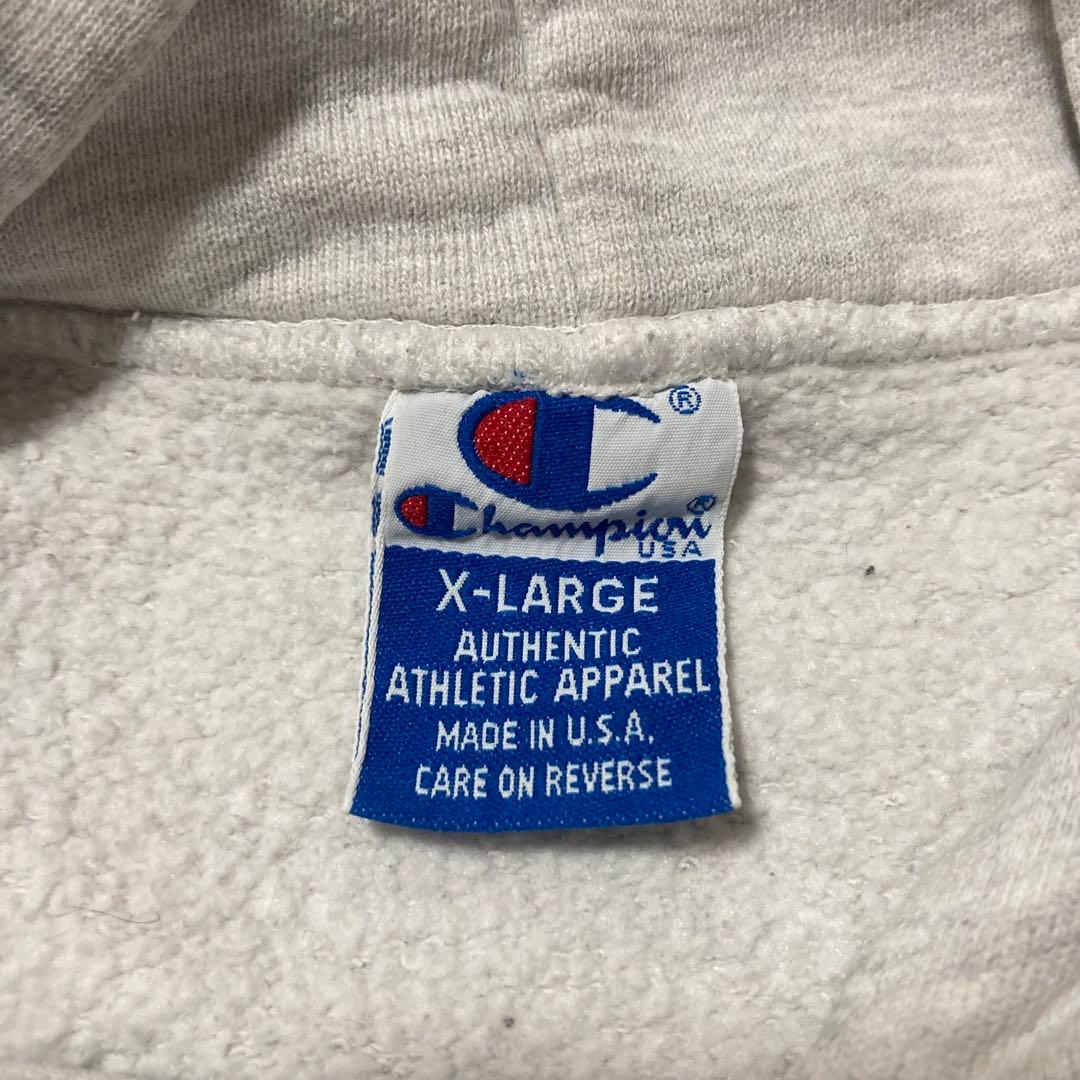 ®
Champion®
USA
X-LARGE
AUTHENTIC
ATHLETIC APPAREL
MADE IN U.S.A.
CARE ON REVERSE